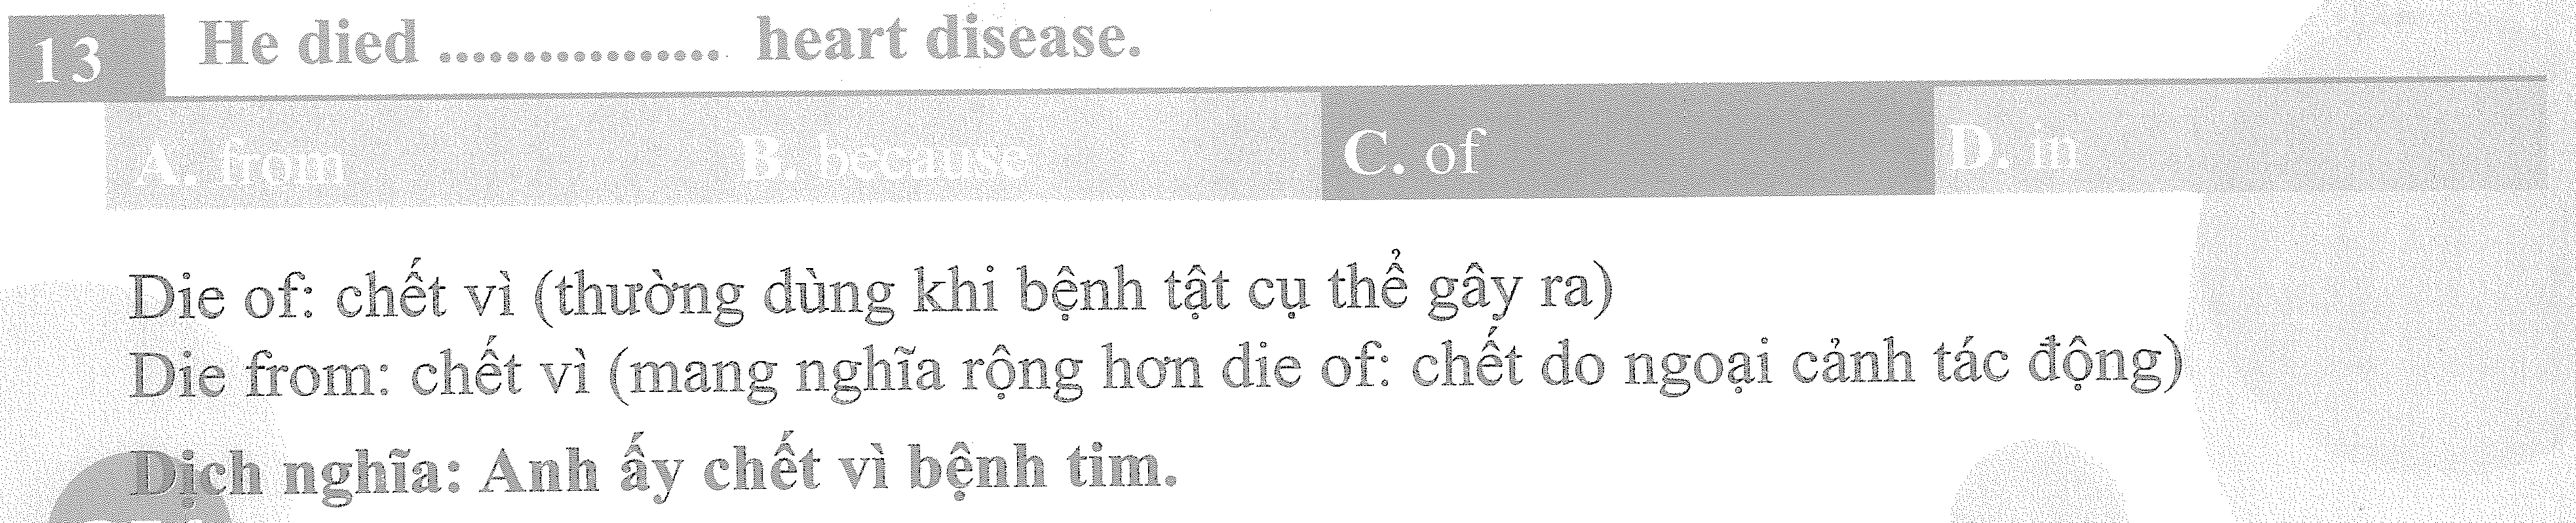 13 He died ................. heart disease.
A. from B. because C. of D. in
Die of: chết vì (thường dùng khi bệnh tật cụ thể gây ra)
Die from: chết vì (mang nghĩa rộng hơn die of: chết do ngoại cảnh tác động)
Dịch nghĩa: Anh ấy chết vì bệnh tim.